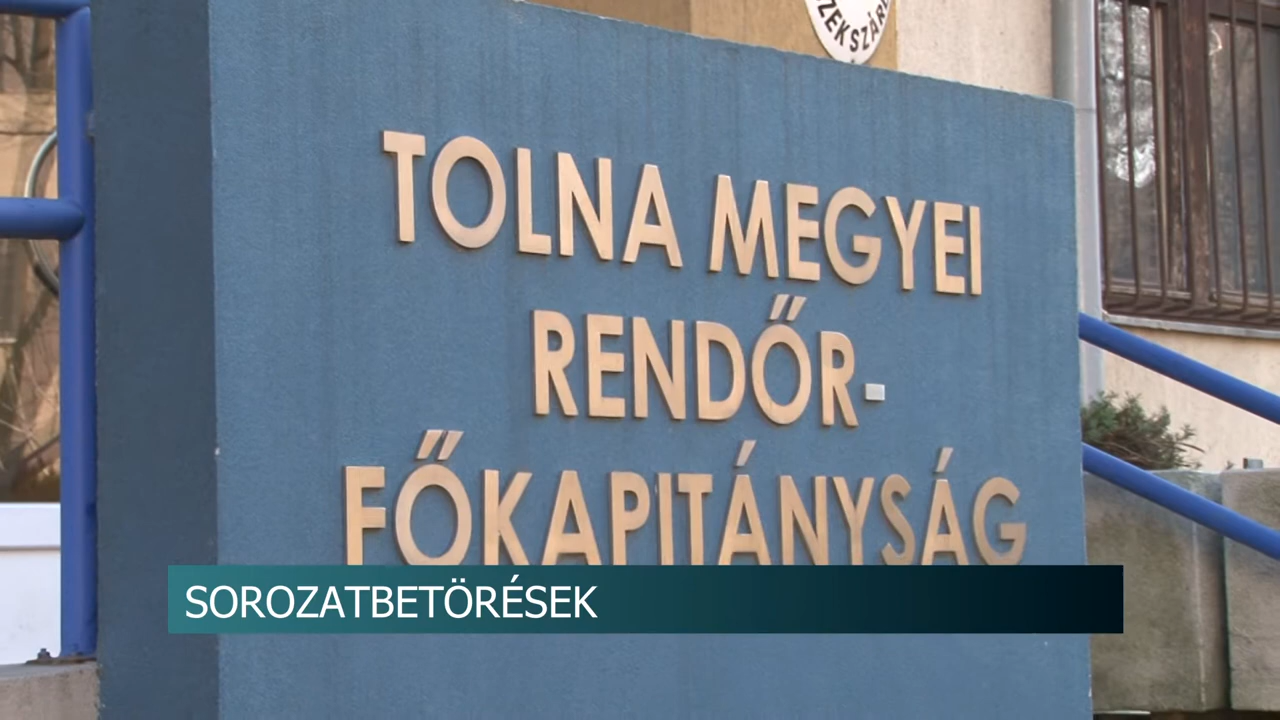 TOLNA MEGYEI
RENDŐR-
FŐKAPITÁNYSÁG
SOROZATBETÖRÉSEK